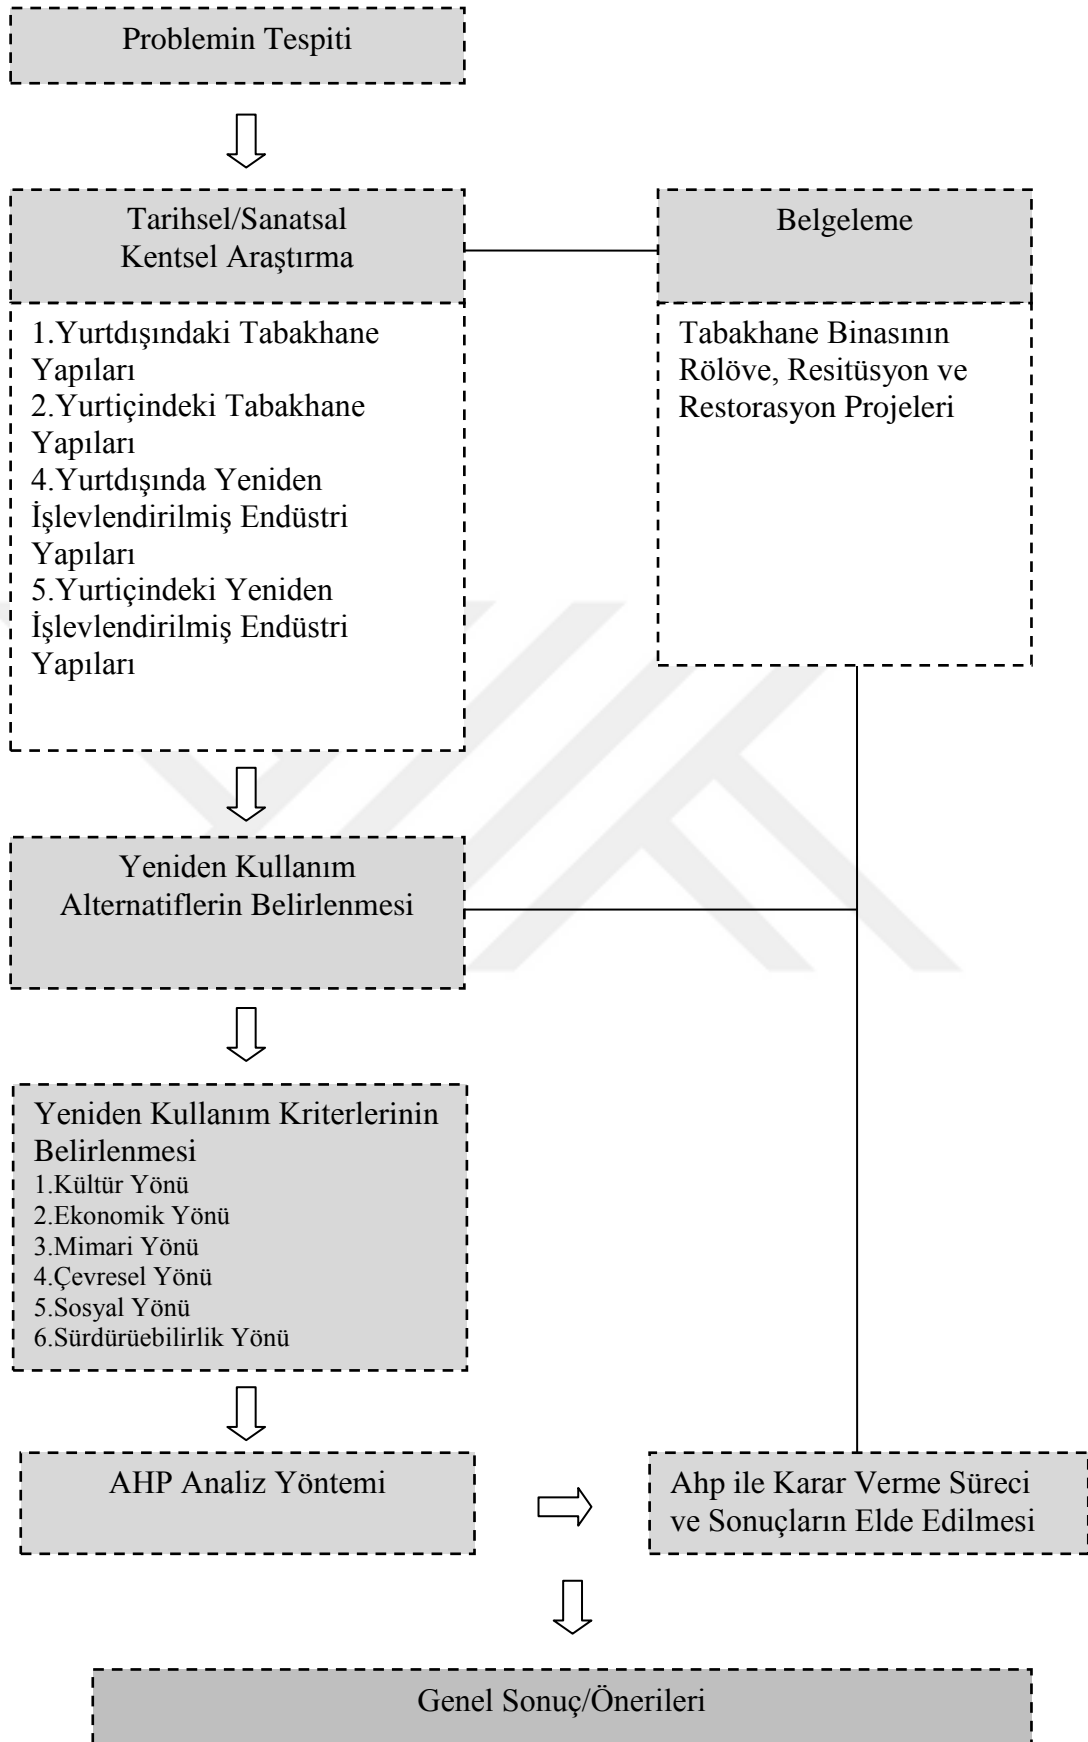 Problemin Tespiti
Tarihsel/Sanatsal
Kentsel Araştırma
1.Yurtdışındaki Tabakhane
Yapıları
2.Yurtiçindeki Tabakhane
Yapıları
4.Yurtdışında Yeniden
İşlevlendirilmiş Endüstri
Yapıları
5.Yurtiçindeki Yeniden
İşlevlendirilmiş Endüstri
Yapıları
Belgeleme
Tabakhane Binasının
Rölöve, Resitüsyon ve
Restorasyon Projeleri
Yeniden Kullanım
Alternatiflerin Belirlenmesi
Yeniden Kullanım Kriterlerinin
Belirlenmesi
1.Kültür Yönü
2.Ekonomik Yönü
3.Mimari Yönü
4.Çevresel Yönü
5.Sosyal Yönü
6.Sürdürüebilirlik Yönü
AHP Analiz Yöntemi
Ahp ile Karar Verme Süreci
ve Sonuçların Elde Edilmesi
Genel Sonuç/Önerileri